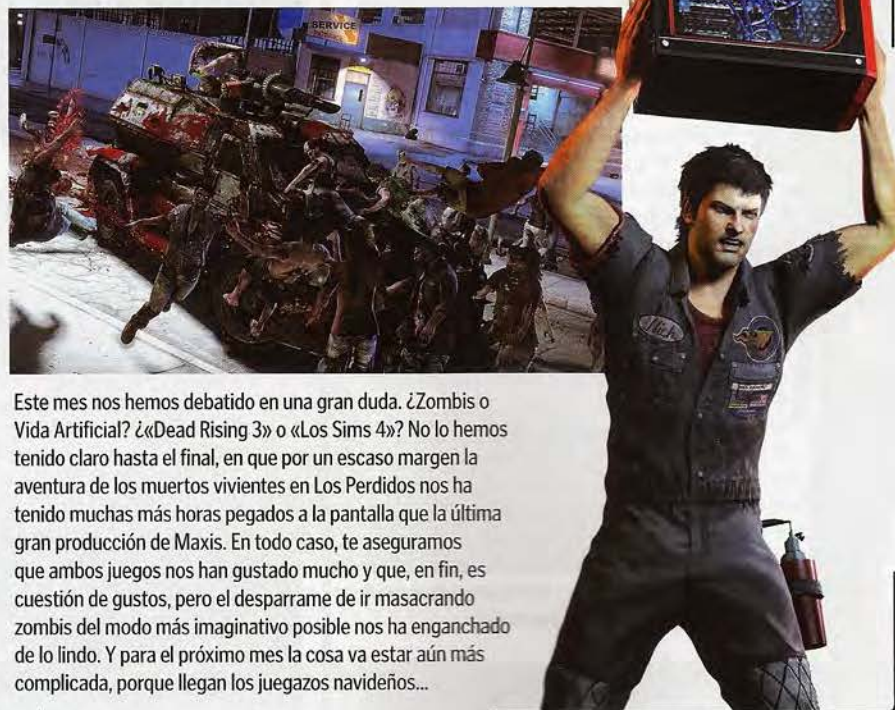 SERVICE
Nick
Este mes nos hemos debatido en una gran duda. ¿Zombis o
Vida Artificial? ¿«Dead Rising 3» o «Los Sims 4»? No lo hemos
tenido claro hasta el final, en que por un escaso margen la
aventura de los muertos vivientes en Los Perdidos nos ha
tenido muchas más horas pegados a la pantalla que la última
gran producción de Maxis. En todo caso, te aseguramos
que ambos juegos nos han gustado mucho y que, en fin, es
cuestión de gustos, pero el desparrame de ir masacrando
zombis del modo más imaginativo posible nos ha enganchado
de lo lindo. Y para el próximo mes la cosa va estar aún más
complicada, porque llegan los juegazos navideños...